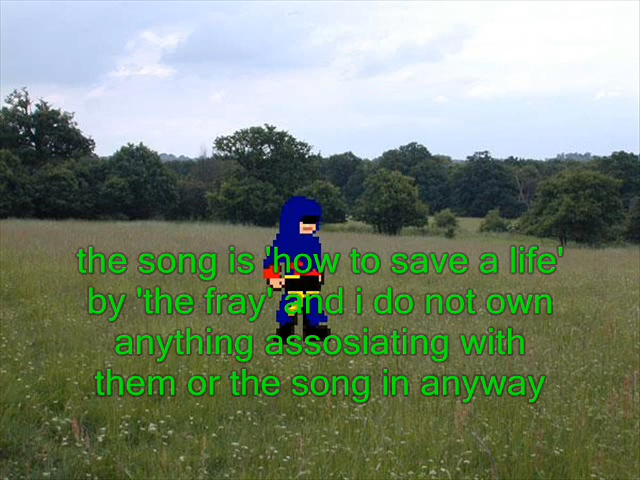 the song is 'how to save a life'
by 'the fray' and i do not own
anything assosiating with
them or the song in anyway